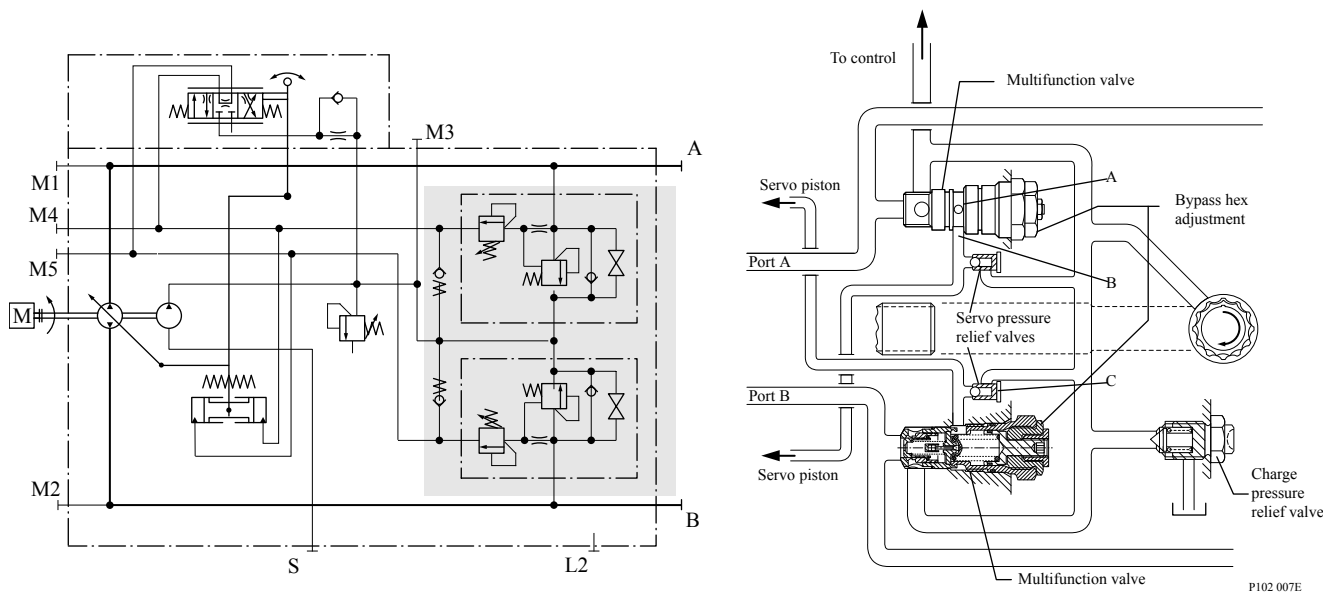 M3
A
M1
M4
M5
M
M2
B
S
L2
To control
Multifunction valve
A
Servo piston
Bypass hex
adjustment
Port A
B
Servo pressure
relief valves
C
Port B
Servo piston
Charge
pressure
relief valve
Multifunction valve
P102 007E